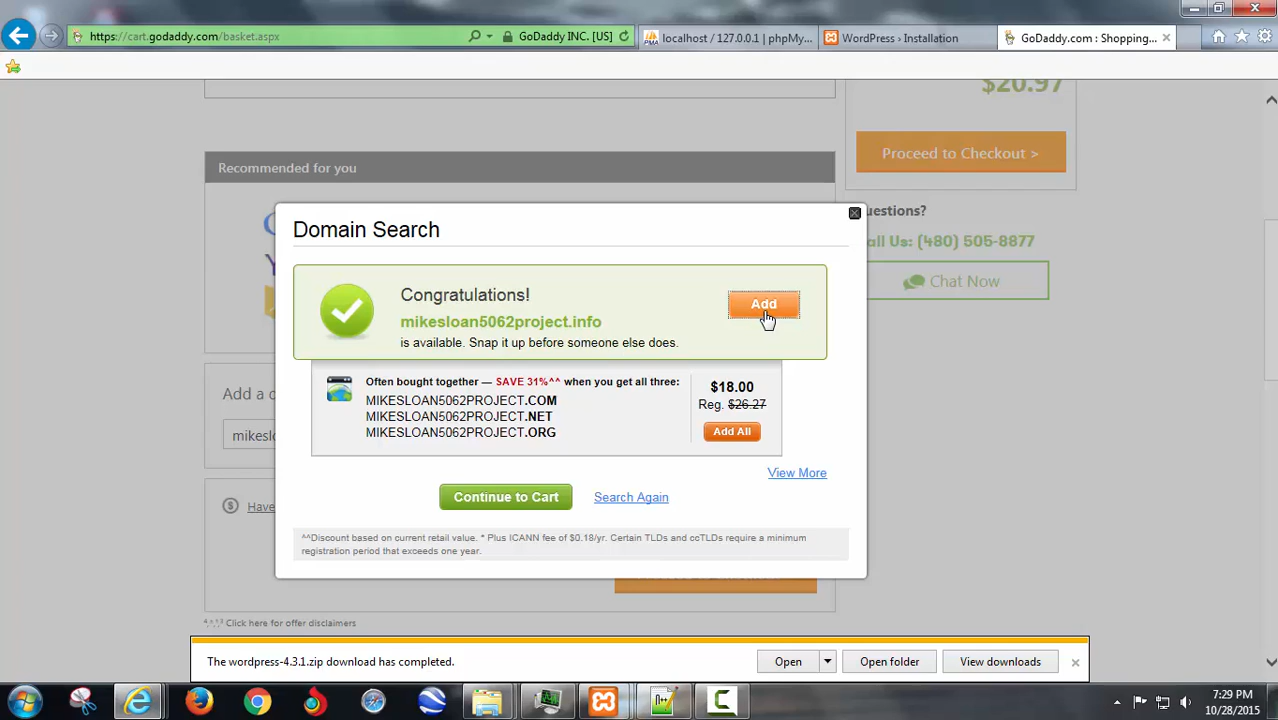 https://cart.godaddy.com/basket.aspx
GoDaddy INC. [US]
localhost / 127.0.0.1 | phpMy...
WordPress › Installation
GoDaddy.com : Shopping...
$20.97
Recommended for you
Proceed to Checkout >
Domain Search
uestions?
all Us: (480) 505-8877
Chat Now
Congratulations!
mikesloan5062project.info
is available. Snap it up before someone else does.
Add
Often bought together — SAVE 31%^^ when you get all three:
MIKESLOAN5062PROJECT.COM
MIKESLOAN5062PROJECT.NET
MIKESLOAN5062PROJECT.ORG
$18.00
Reg. $26.27
Add All
Add a
mikeslo
View More
Continue to Cart
Search Again
Have
^^Discount based on current retail value. * Plus ICANN fee of $0.18/yr. Certain TLDs and ccTLDs require a minimum
registration period that exceeds one year.
Click here for offer disclaimers
The wordpress-4.3.1.zip download has completed.
Open
Open folder
View downloads
7:29 PM
10/28/2015